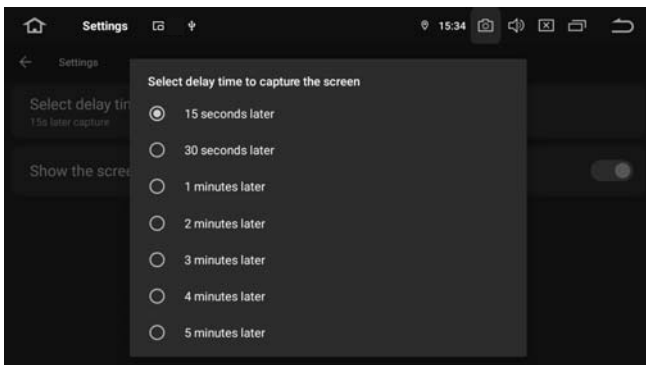 Settings
15:34
Settings
Select delay time to capture the screen
Select delay tim
15s later capture
15 seconds later
30 seconds later
1 minutes later
Show the scree
2 minutes later
3 minutes later
4 minutes later
5 minutes later